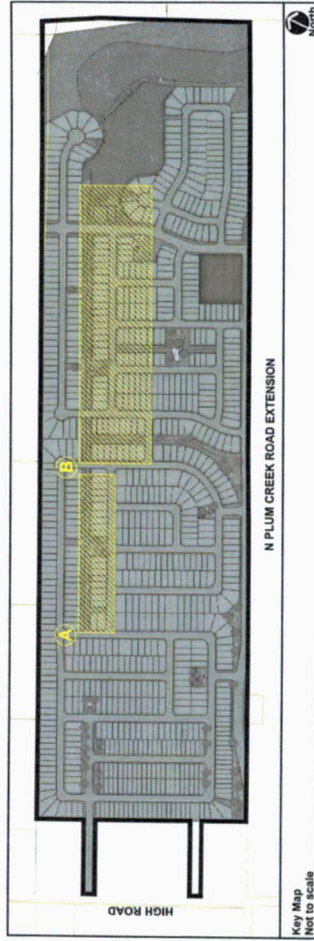 HIGH ROAD
A
B
N PLUM CREEK ROAD EXTENSION
Key Map
Not to scale
North